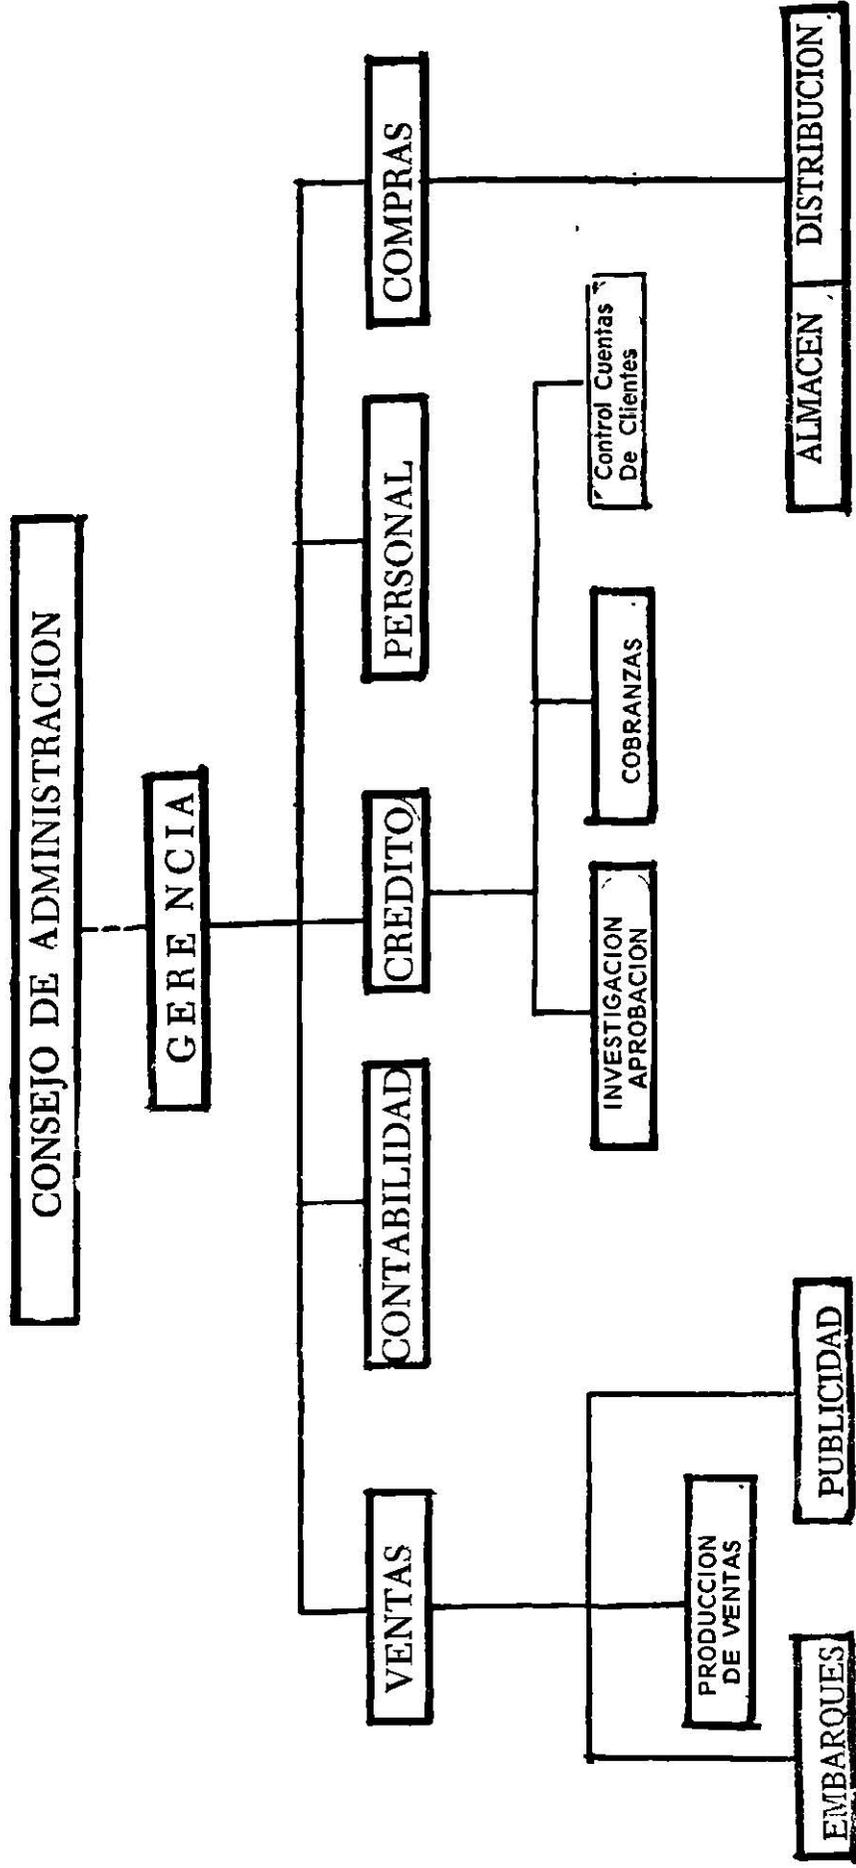 CONSEJO DE ADMINISTRACION
GERENCIA
VENTAS
CONTABILIDAD
CREDITO
PERSONAL
COMPRAS
INVESTIGACION
APROBACION
COBRANZAS
Control Cuentas
De Clientes
PRODUCCION
DE VENTAS
EMBARQUES
PUBLICIDAD
ALMACEN
DISTRIBUCION